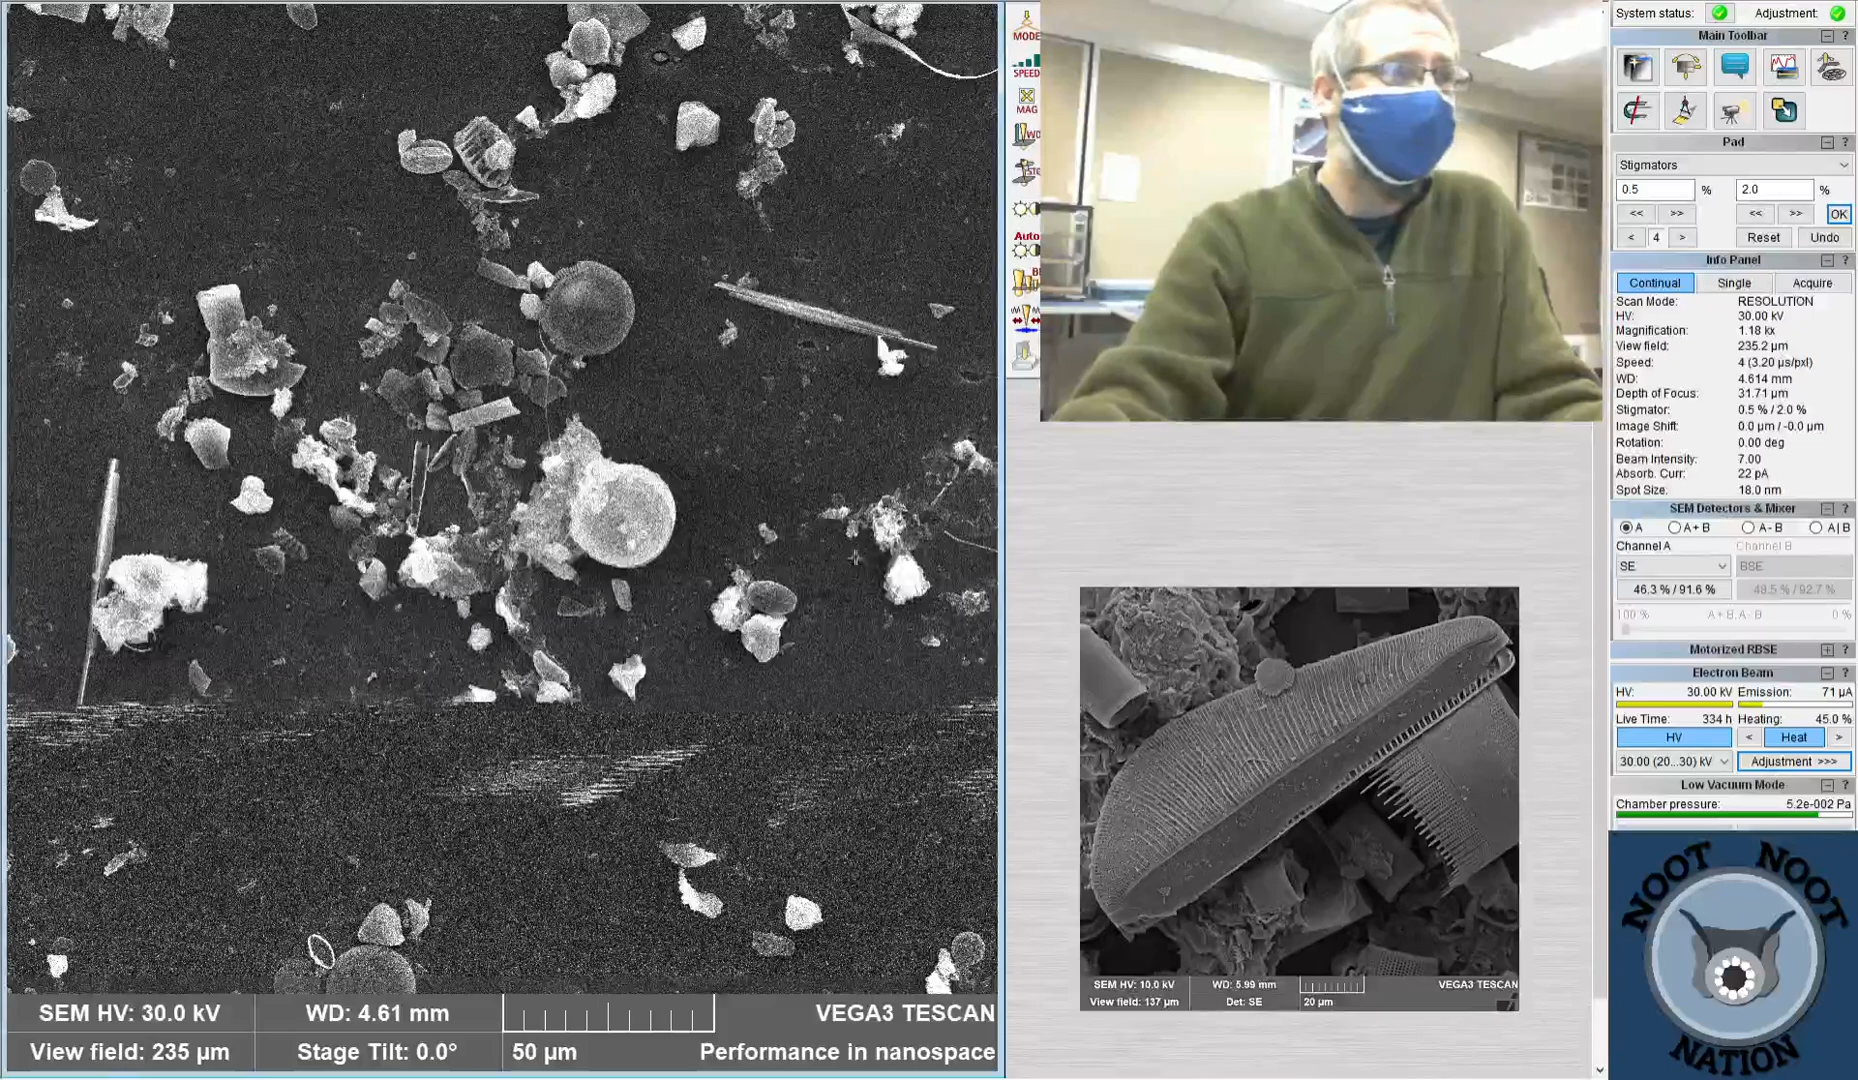 MODE
SPEED
MAG
WD
Auto
SEM HV: 30.0 kV
WD: 4.61 mm
VEGA3 TESCAN
View field: 235 µm
Stage Tilt: 0.0°
50 µm
Performance in nanospace
SEM HV: 10.0 kV
WD: 5.99 mm
VEGA3 TESCAN
View field: 137 µm
Det: SE
20 µm
System status:
Adjustment:
Main Toolbar
Pad
Stigmators
0.5 % 2.0 %
<< >> << >> OK
< 4 > Reset Undo
Info Panel
Continual Single Acquire
Scan Mode: RESOLUTION
HV: 30.00 kV
Magnification: 1.18 kx
View field: 235.2 µm
Speed: 4 (3.20 µs/pxl)
WD: 4.614 mm
Depth of Focus: 31.71 µm
Stigmator: 0.5 % / 2.0 %
Image Shift: 0.0 µm / -0.0 µm
Rotation: 0.00 deg
Beam Intensity: 7.00
Absorb. Curr: 22 pA
Spot Size: 18.0 nm
SEM Detectors & Mixer
A A + B A - B A | B
Channel A Channel B
SE BSE
46.3 % / 91.6 % 48.5 % / 92.7 %
100 % A + B, A - B 0 %
Motorized RBSE
Electron Beam
HV: 30.00 kV Emission: 71 µA
Live Time: 334 h Heating: 45.0 %
HV < Heat >
30.00 (20...30) kV Adjustment >>>
Low Vacuum Mode
Chamber pressure: 5.2e-002 Pa
NOOT NOOT
NATION